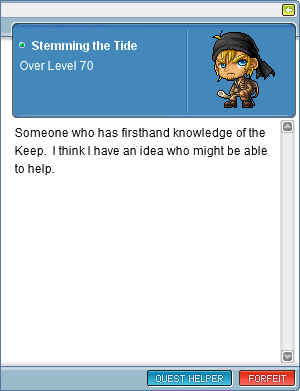 Stemming the Tide
Over Level 70
Someone who has firsthand knowledge of the
Keep. I think I have an idea who might be able
to help.
QUEST HELPER
FORFEIT